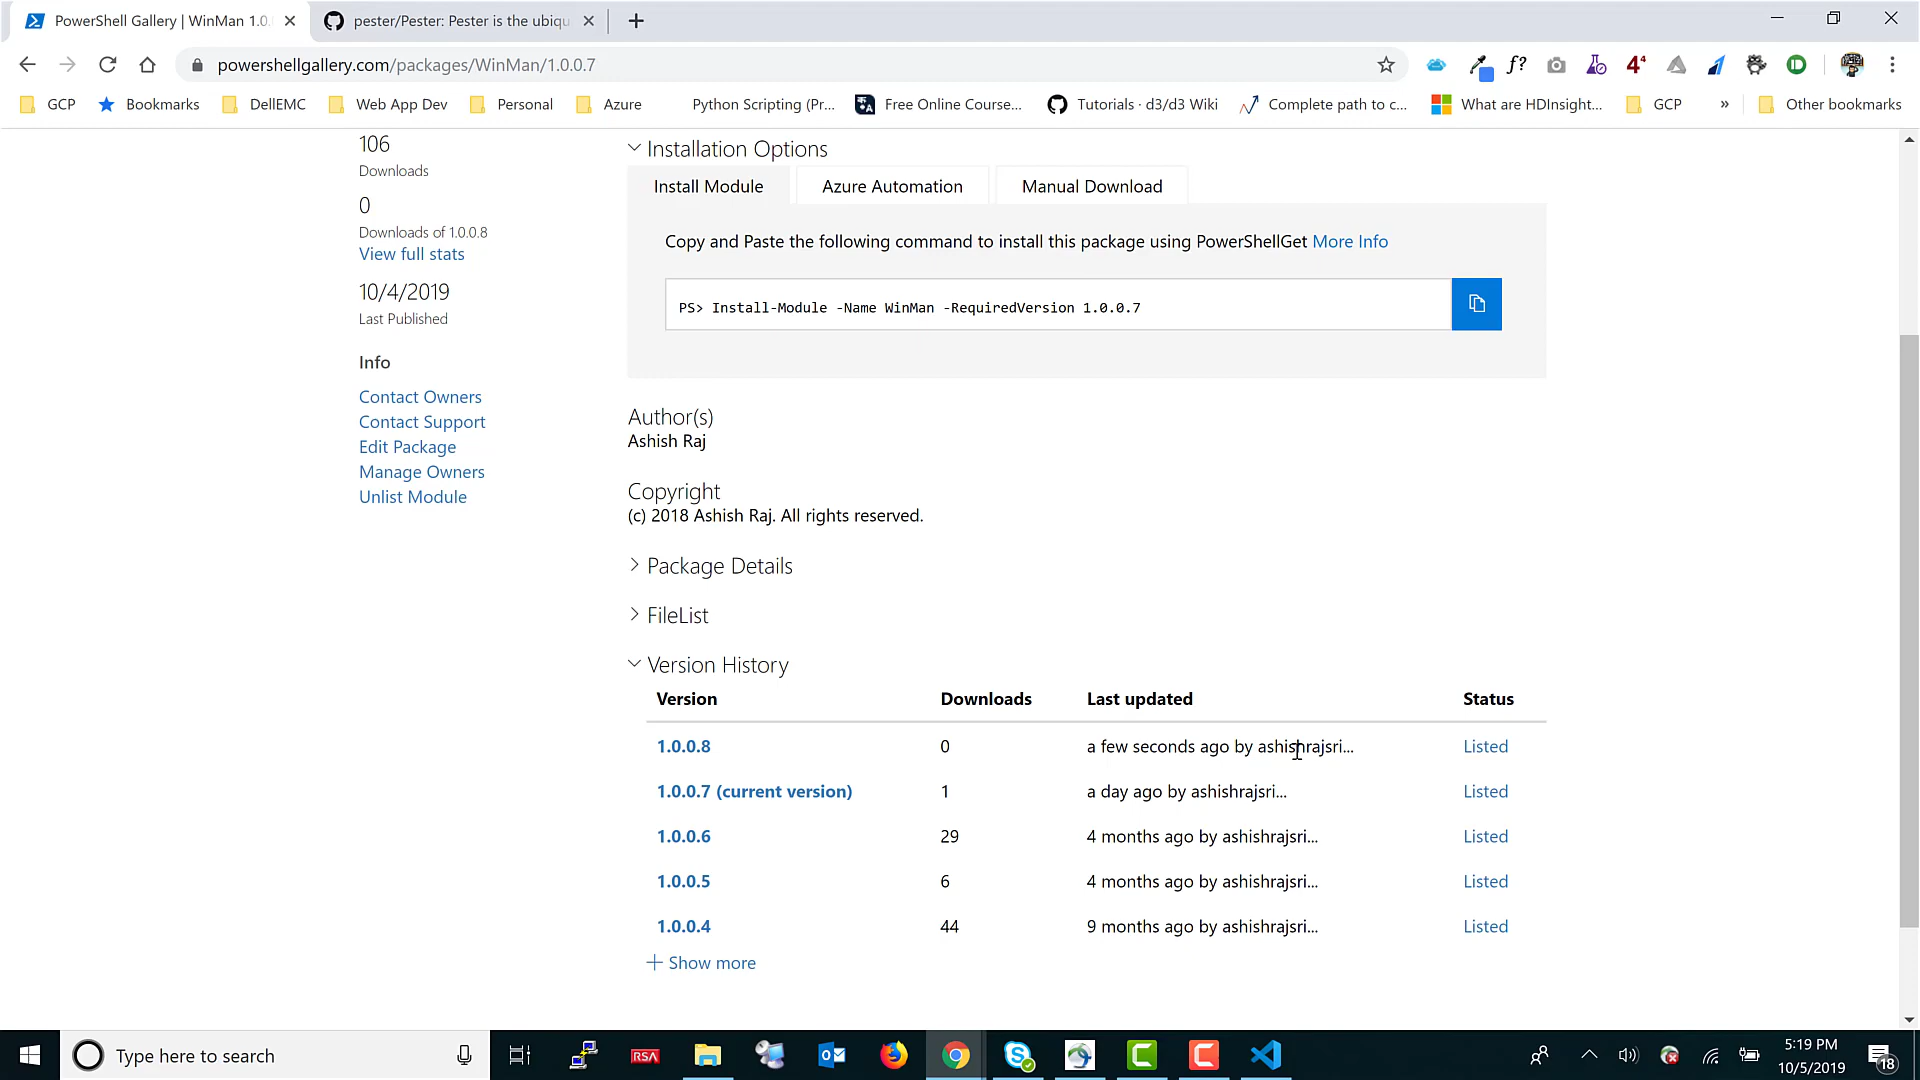 PowerShell Gallery | WinMan 1.0.
pester/Pester: Pester is the ubiqu
powershellgallery.com/packages/WinMan/1.0.0.7
f?
GCP
Bookmarks
DellEMC
Web App Dev
Personal
Azure
Python Scripting (Pr...
Free Online Course...
Tutorials · d3/d3 Wiki
Complete path to c...
What are HDInsight...
GCP
»
Other bookmarks
106
Downloads
0
Downloads of 1.0.0.8
View full stats
10/4/2019
Last Published
Info
Contact Owners
Contact Support
Edit Package
Manage Owners
Unlist Module
Installation Options
Install Module
Azure Automation
Manual Download
Copy and Paste the following command to install this package using PowerShellGet More Info
PS> Install-Module -Name WinMan -RequiredVersion 1.0.0.7
Author(s)
Ashish Raj
Copyright
(c) 2018 Ashish Raj. All rights reserved.
Package Details
FileList
Version History
Version Downloads Last updated Status
1.0.0.8 0 a few seconds ago by ashishrajsri... Listed
1.0.0.7 (current version) 1 a day ago by ashishrajsri... Listed
1.0.0.6 29 4 months ago by ashishrajsri... Listed
1.0.0.5 6 4 months ago by ashishrajsri... Listed
1.0.0.4 44 9 months ago by ashishrajsri... Listed
Show more
Type here to search
RSA
5:19 PM
10/5/2019
18